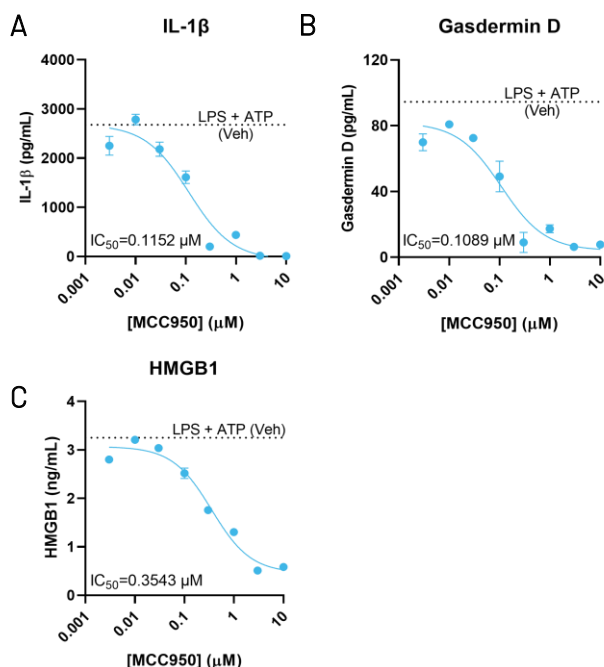 A
IL-1β
IL-1β (pg/mL)
4000
3000
2000
1000
0
LPS + ATP
(Veh)
IC50=0.1152 µM
0.001
0.01
0.1
1
10
[MCC950] (µM)
B
Gasdermin D
Gasdermin D (pg/mL)
120
80
40
0
LPS + ATP
(Veh)
IC50=0.1089 µM
0.001
0.01
0.1
1
10
[MCC950] (µM)
C
HMGB1
HMGB1 (ng/mL)
4
3
2
1
0
LPS + ATP (Veh)
IC50=0.3543 µM
0.001
0.01
0.1
1
10
[MCC950] (µM)